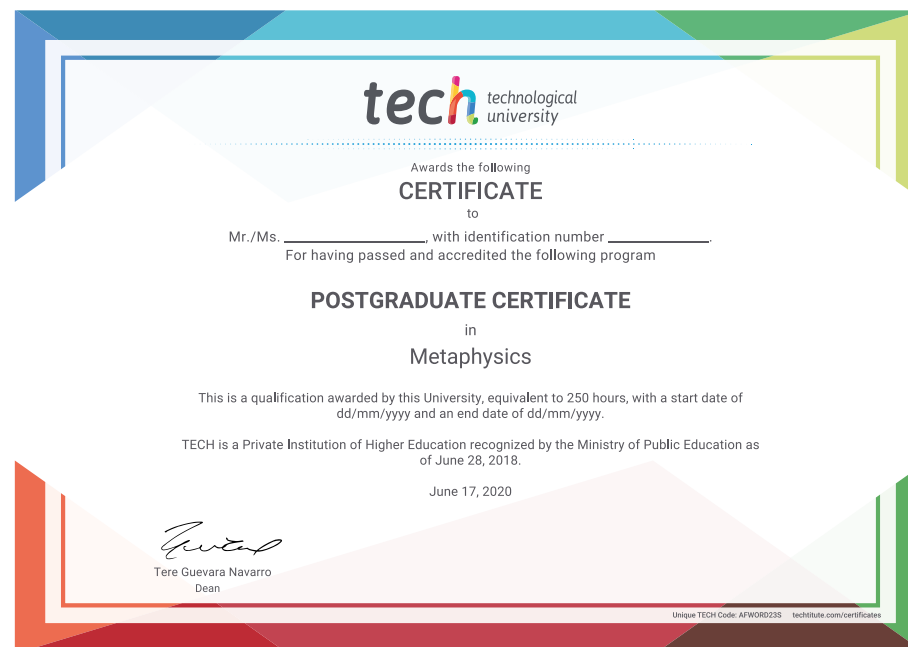 tech technological
university
Awards the following
CERTIFICATE
to
Mr./Ms. ____________________, with identification number ______________.
For having passed and accredited the following program
POSTGRADUATE CERTIFICATE
in
Metaphysics
This is a qualification awarded by this University, equivalent to 250 hours, with a start date of
dd/mm/yyyy and an end date of dd/mm/yyyy.
TECH is a Private Institution of Higher Education recognized by the Ministry of Public Education as
of June 28, 2018.
June 17, 2020
Tere Guevara Navarro
Dean
Unique TECH Code: AFWORD23S techtitute.com/certificates